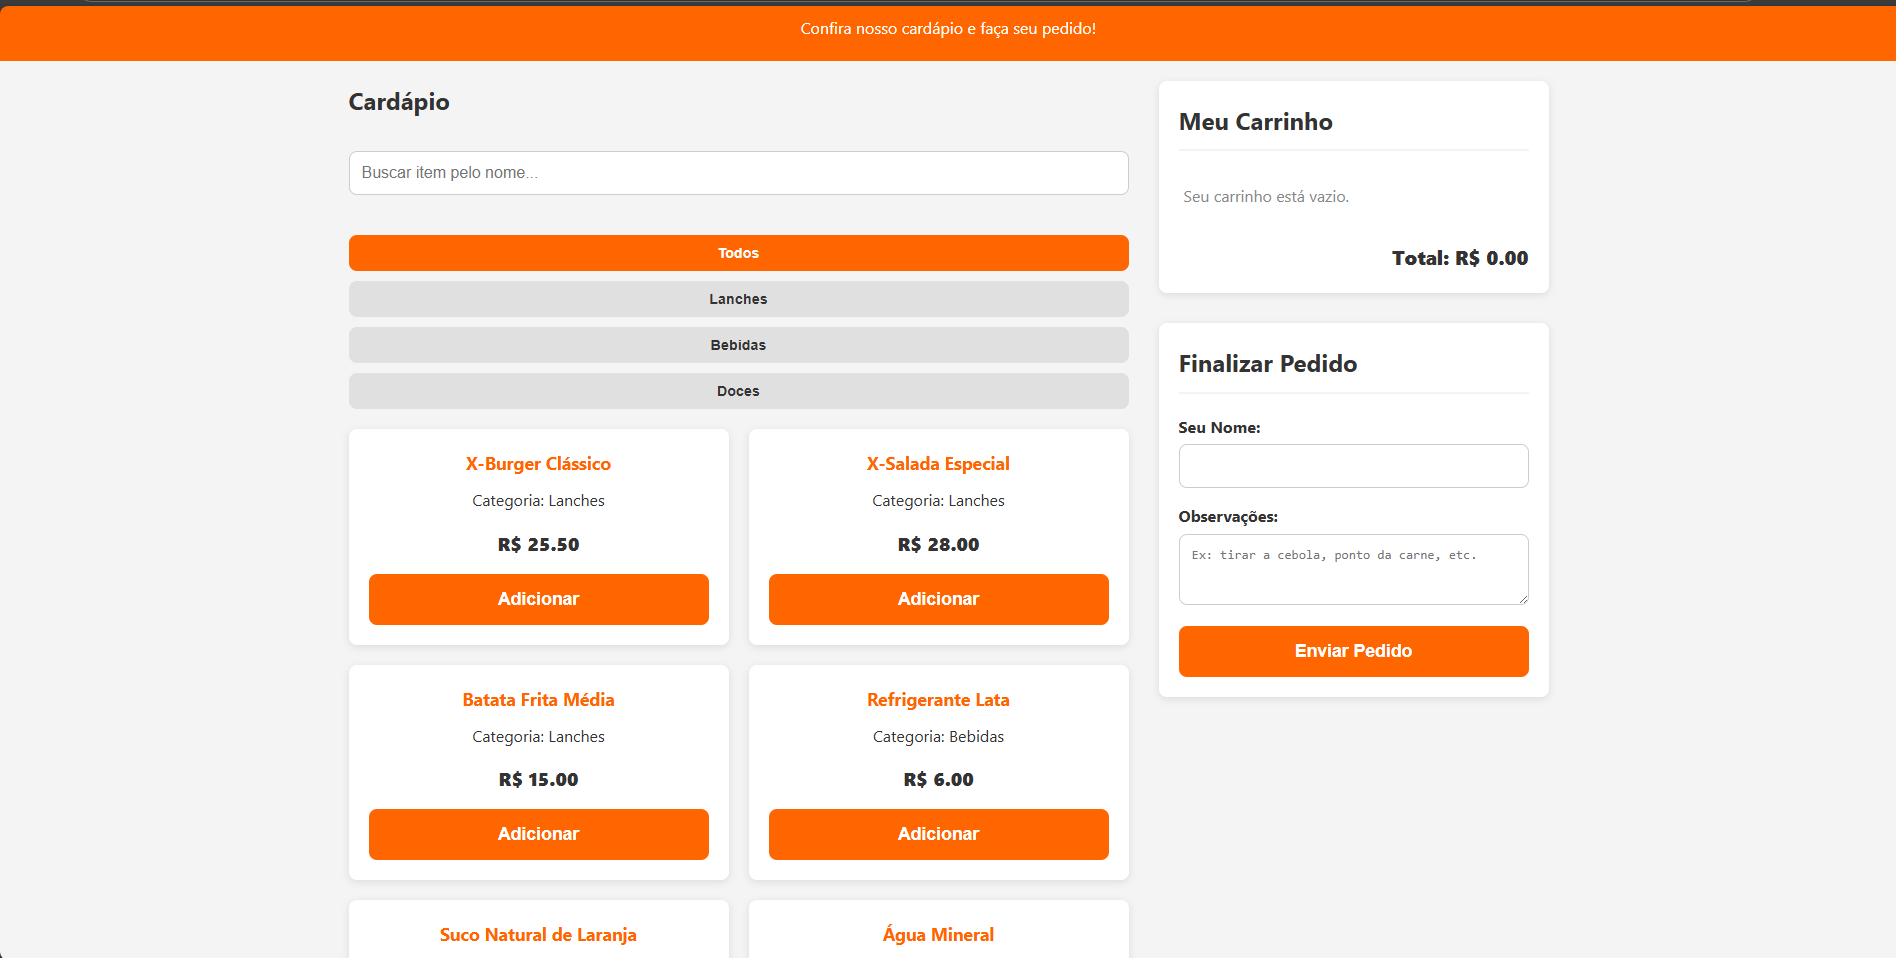 Confira nosso cardápio e faça seu pedido!
Cardápio
Buscar item pelo nome...
Todos
Lanches
Bebidas
Doces
X-Burger Clássico
Categoria: Lanches
R$ 25.50
Adicionar
X-Salada Especial
Categoria: Lanches
R$ 28.00
Adicionar
Batata Frita Média
Categoria: Lanches
R$ 15.00
Adicionar
Refrigerante Lata
Categoria: Bebidas
R$ 6.00
Adicionar
Suco Natural de Laranja
Água Mineral
Meu Carrinho
Seu carrinho está vazio.
Total: R$ 0.00
Finalizar Pedido
Seu Nome:
Observações:
Ex: tirar a cebola, ponto da carne, etc.
Enviar Pedido